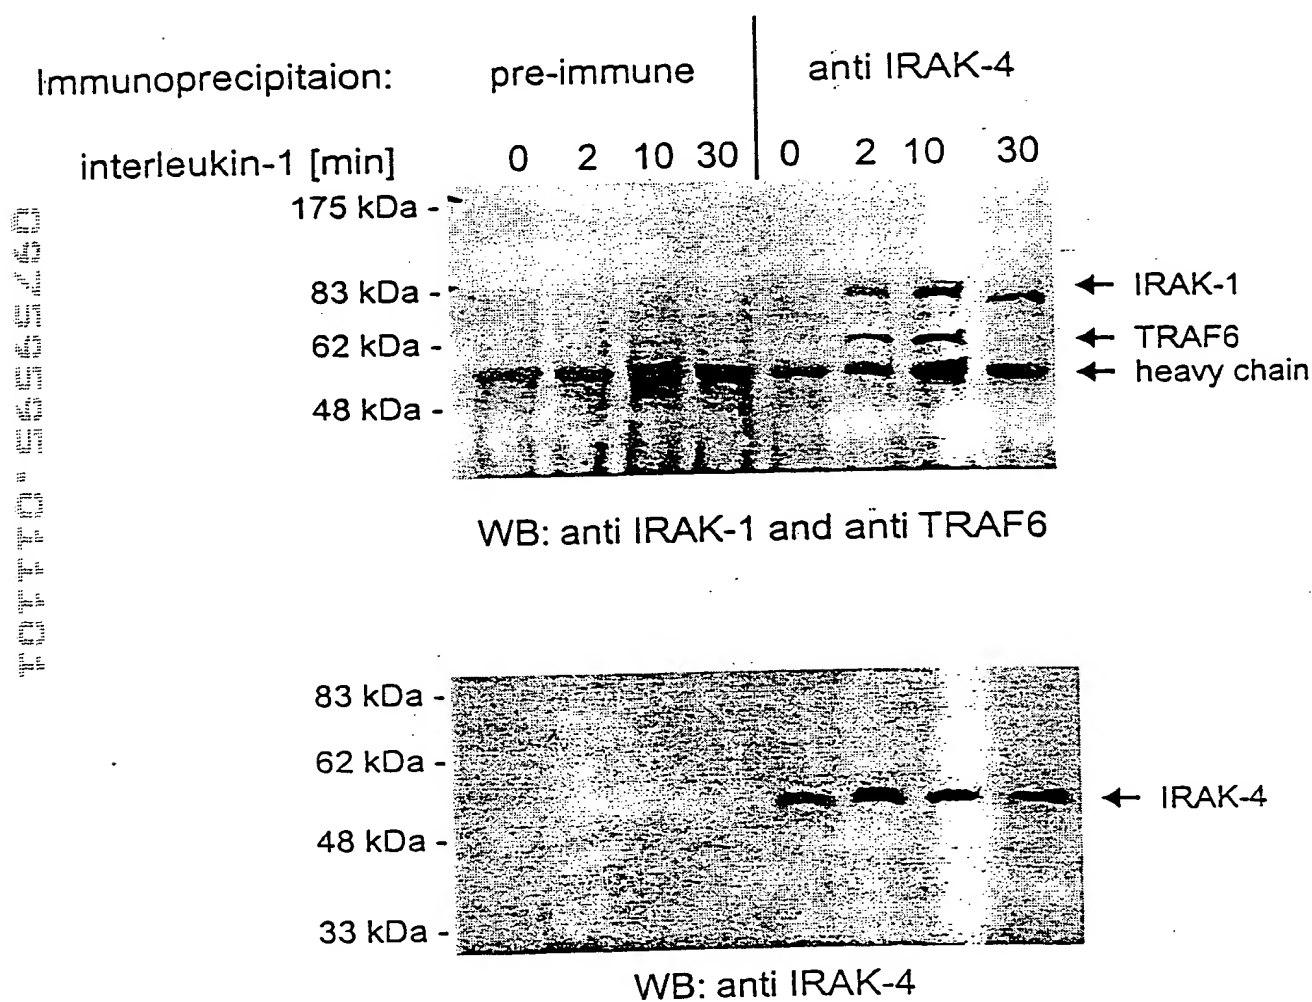 Immunoprecipitaion: pre-immune anti IRAK-4
interleukin-1 [min] 0 2 10 30 0 2 10 30
175 kDa -
83 kDa - ← IRAK-1
62 kDa - ← TRAF6
← heavy chain
48 kDa -
WB: anti IRAK-1 and anti TRAF6
83 kDa -
62 kDa -
← IRAK-4
48 kDa -
33 kDa -
WB: anti IRAK-4